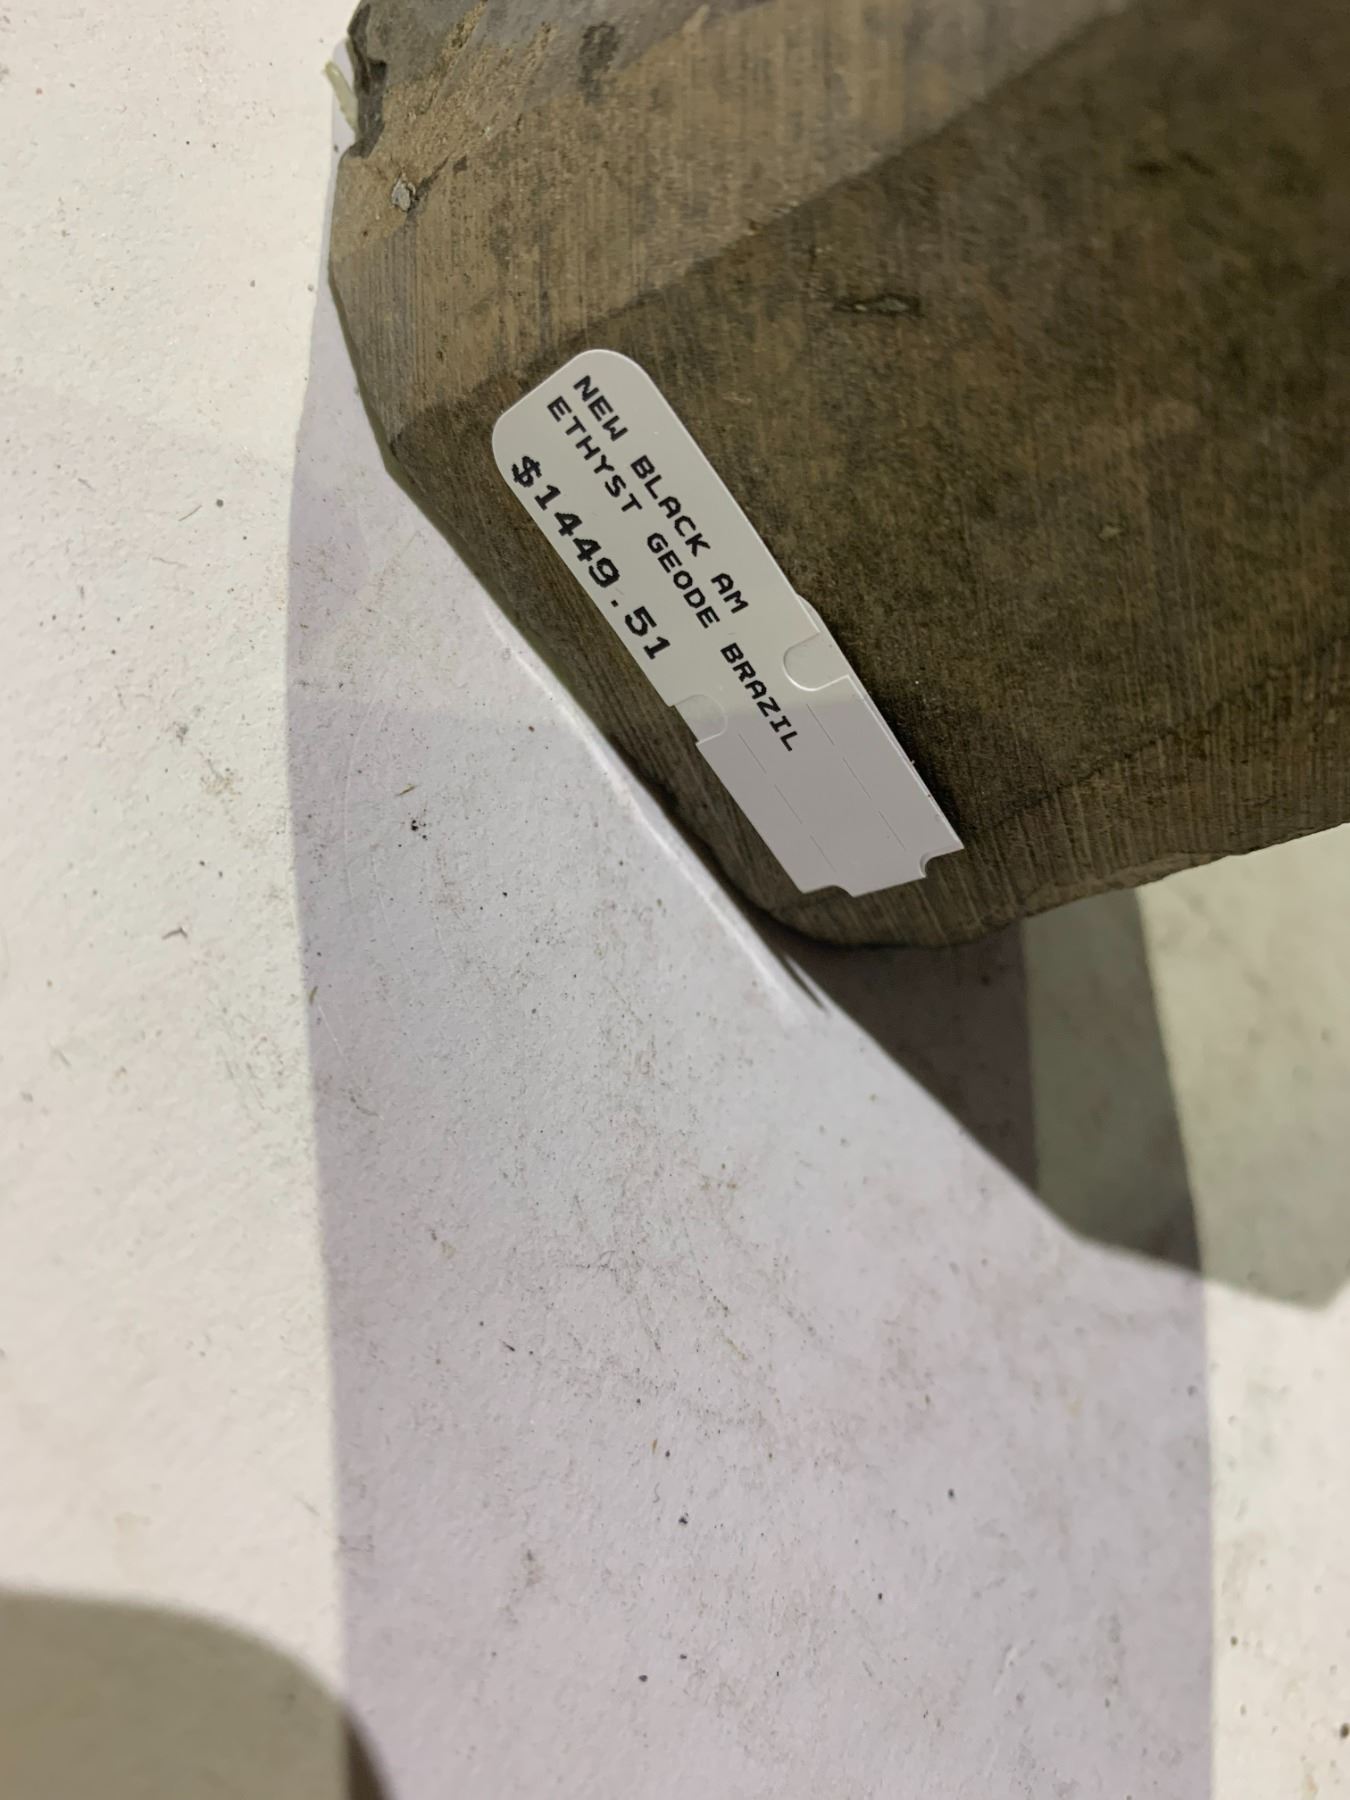 NEW BLACK AM
ETHYST GEODE BRAZIL
$1449.51